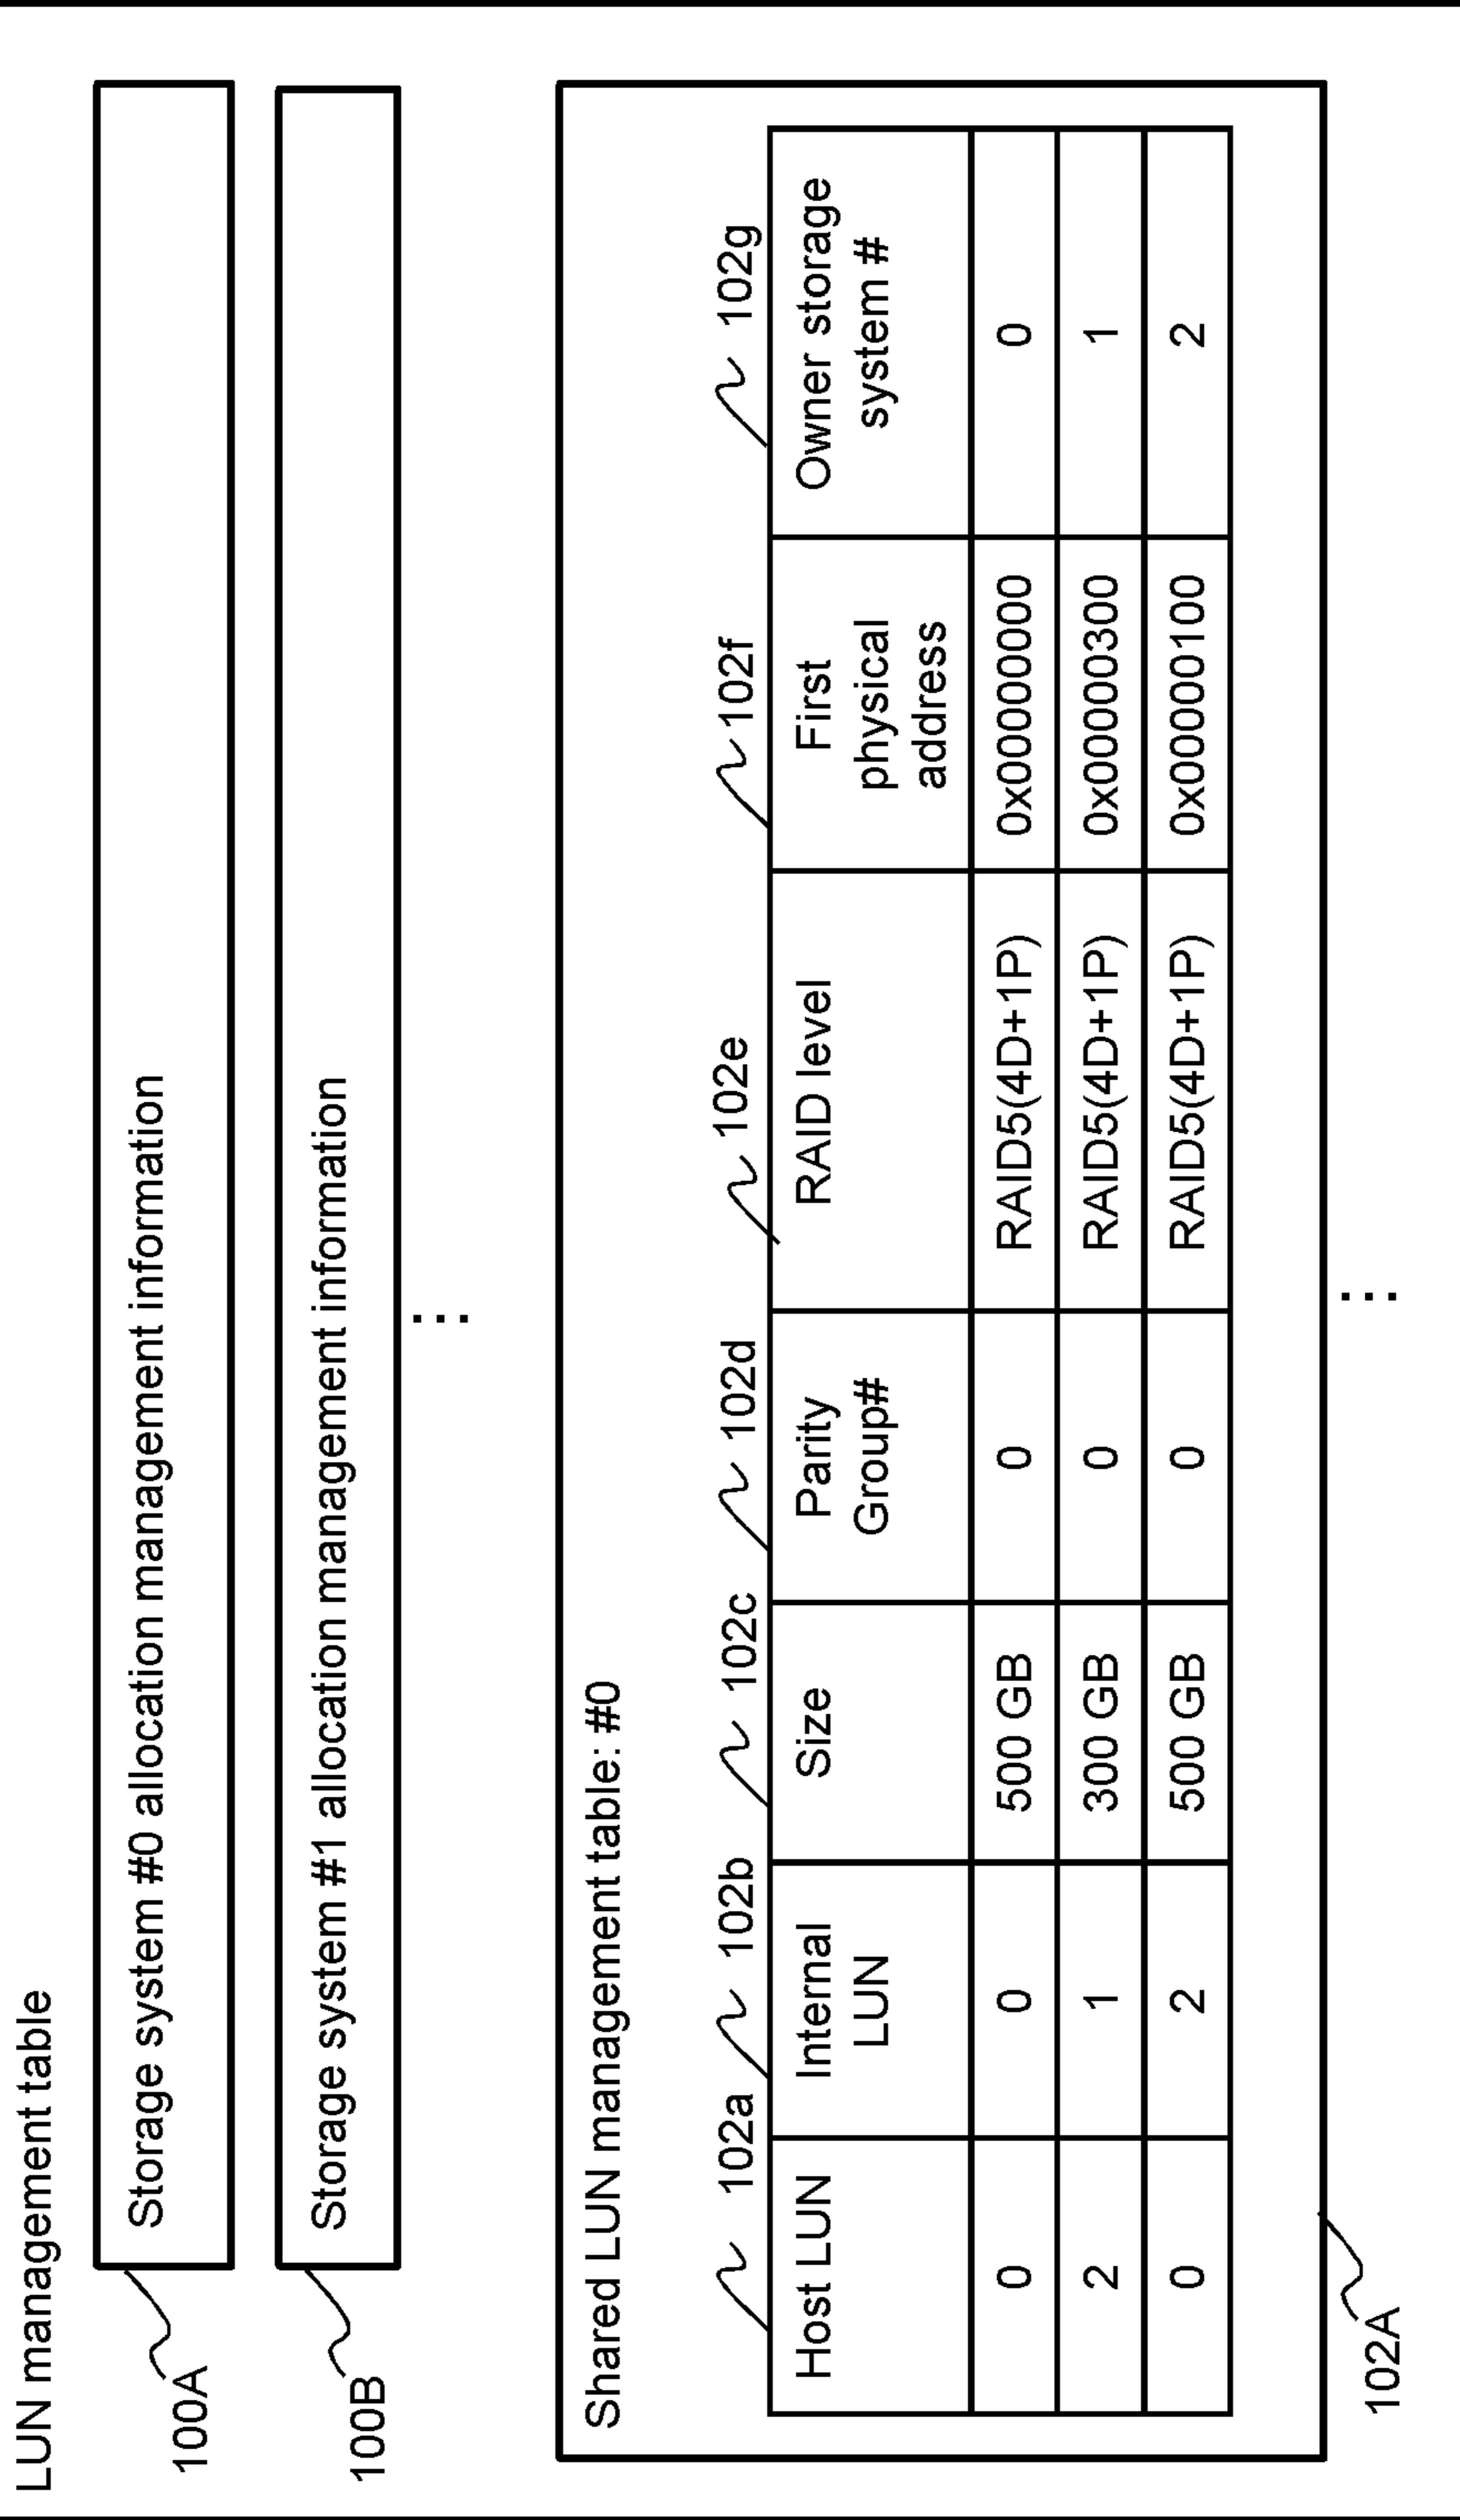 LUN management table
Storage system #0 allocation management information
100A
Storage system #1 allocation management information
100B
...
Shared LUN management table: #0
102a 102b 102c 102d 102e 102f 102g
Host LUN Internal LUN Size Parity Group# RAID level First physical address Owner storage system #
0 0 500 GB 0 RAID5(4D+1P) 0x00000000 0
2 1 300 GB 0 RAID5(4D+1P) 0x00000300 1
0 2 500 GB 0 RAID5(4D+1P) 0x00000100 2
102A
...